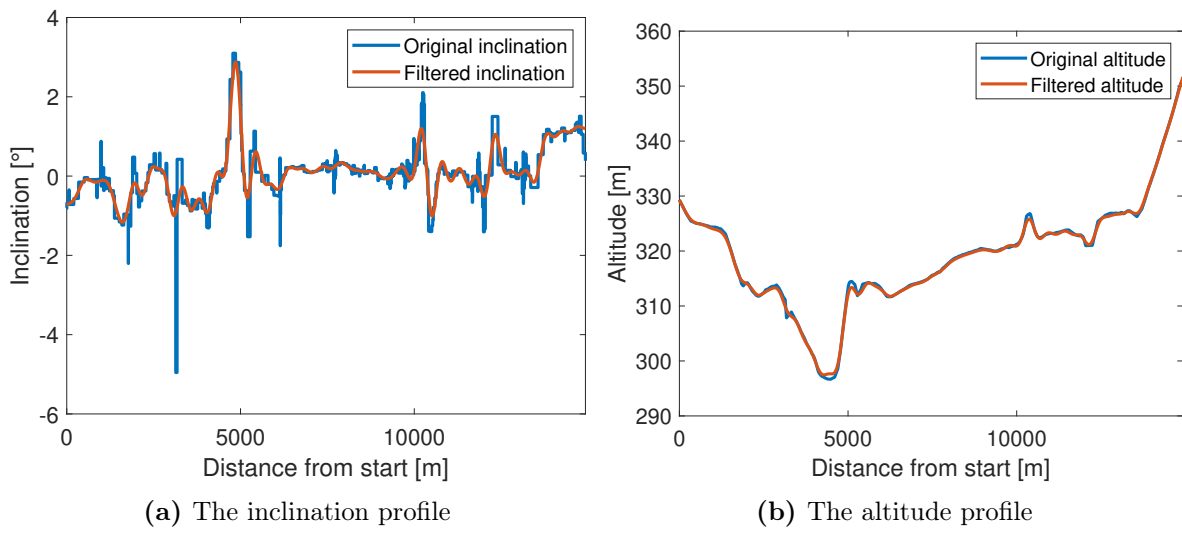 4
2
0
-2
-4
-6
Inclination [°]
Original inclination
Filtered inclination
0
5000
10000
Distance from start [m]
(a) The inclination profile
360
350
340
330
320
310
300
290
Altitude [m]
Original altitude
Filtered altitude
0
5000
10000
Distance from start [m]
(b) The altitude profile